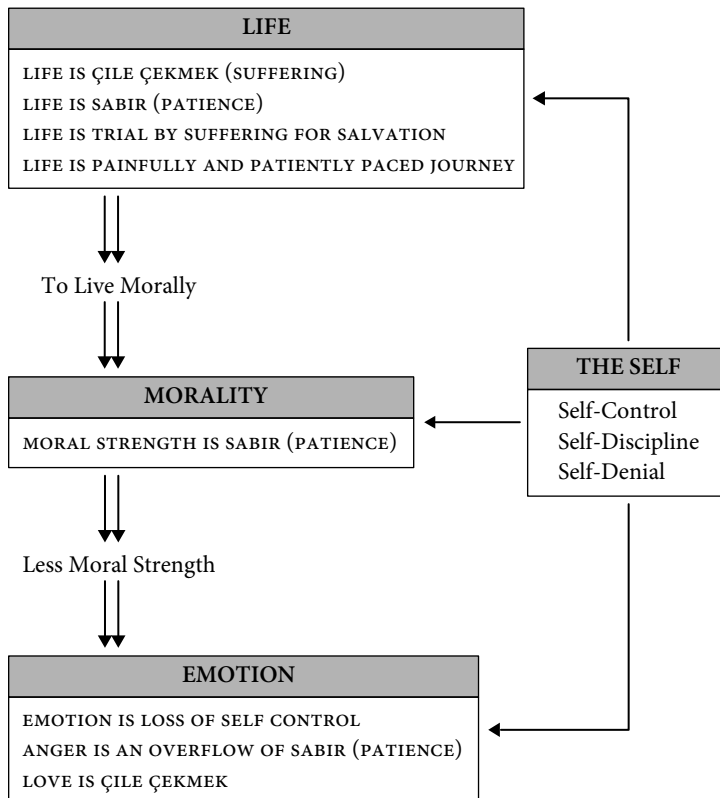 LIFE
LIFE IS ÇILE ÇEKMEK (SUFFERING)
LIFE IS SABIR (PATIENCE)
LIFE IS TRIAL BY SUFFERING FOR SALVATION
LIFE IS PAINFULLY AND PATIENTLY PACED JOURNEY
To Live Morally
MORALITY
MORAL STRENGTH IS SABIR (PATIENCE)
THE SELF
Self-Control
Self-Discipline
Self-Denial
Less Moral Strength
EMOTION
EMOTION IS LOSS OF SELF CONTROL
ANGER IS AN OVERFLOW OF SABIR (PATIENCE)
LOVE IS ÇILE ÇEKMEK